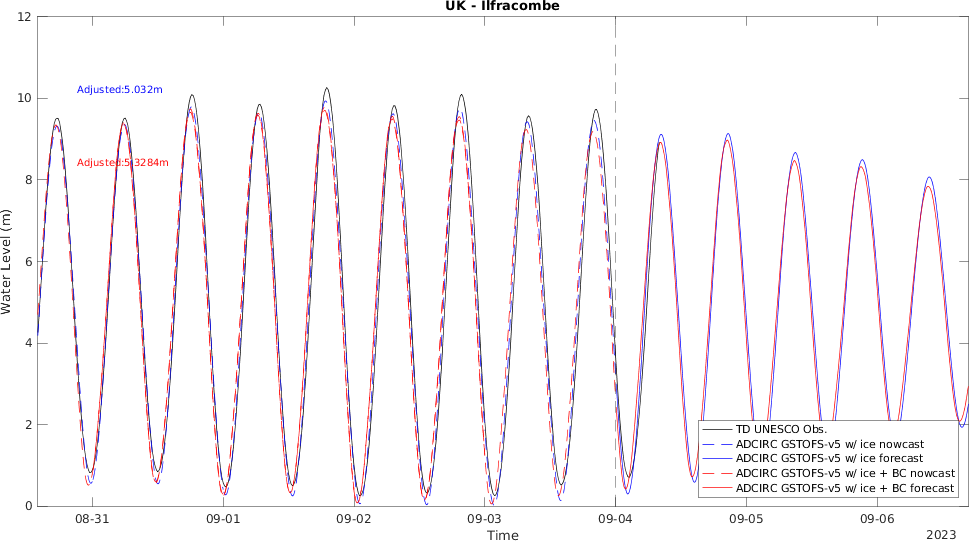 UK - Ilfracombe
12
10
8
6
4
2
0
Water Level (m)
Adjusted:5.032m
Adjusted:5.3284m
TD UNESCO Obs.
ADCIRC GSTOFS-v5 w/ ice nowcast
ADCIRC GSTOFS-v5 w/ ice forecast
ADCIRC GSTOFS-v5 w/ ice + BC nowcast
ADCIRC GSTOFS-v5 w/ ice + BC forecast
08-31
09-01
09-02
09-03
09-04
09-05
09-06
Time
2023